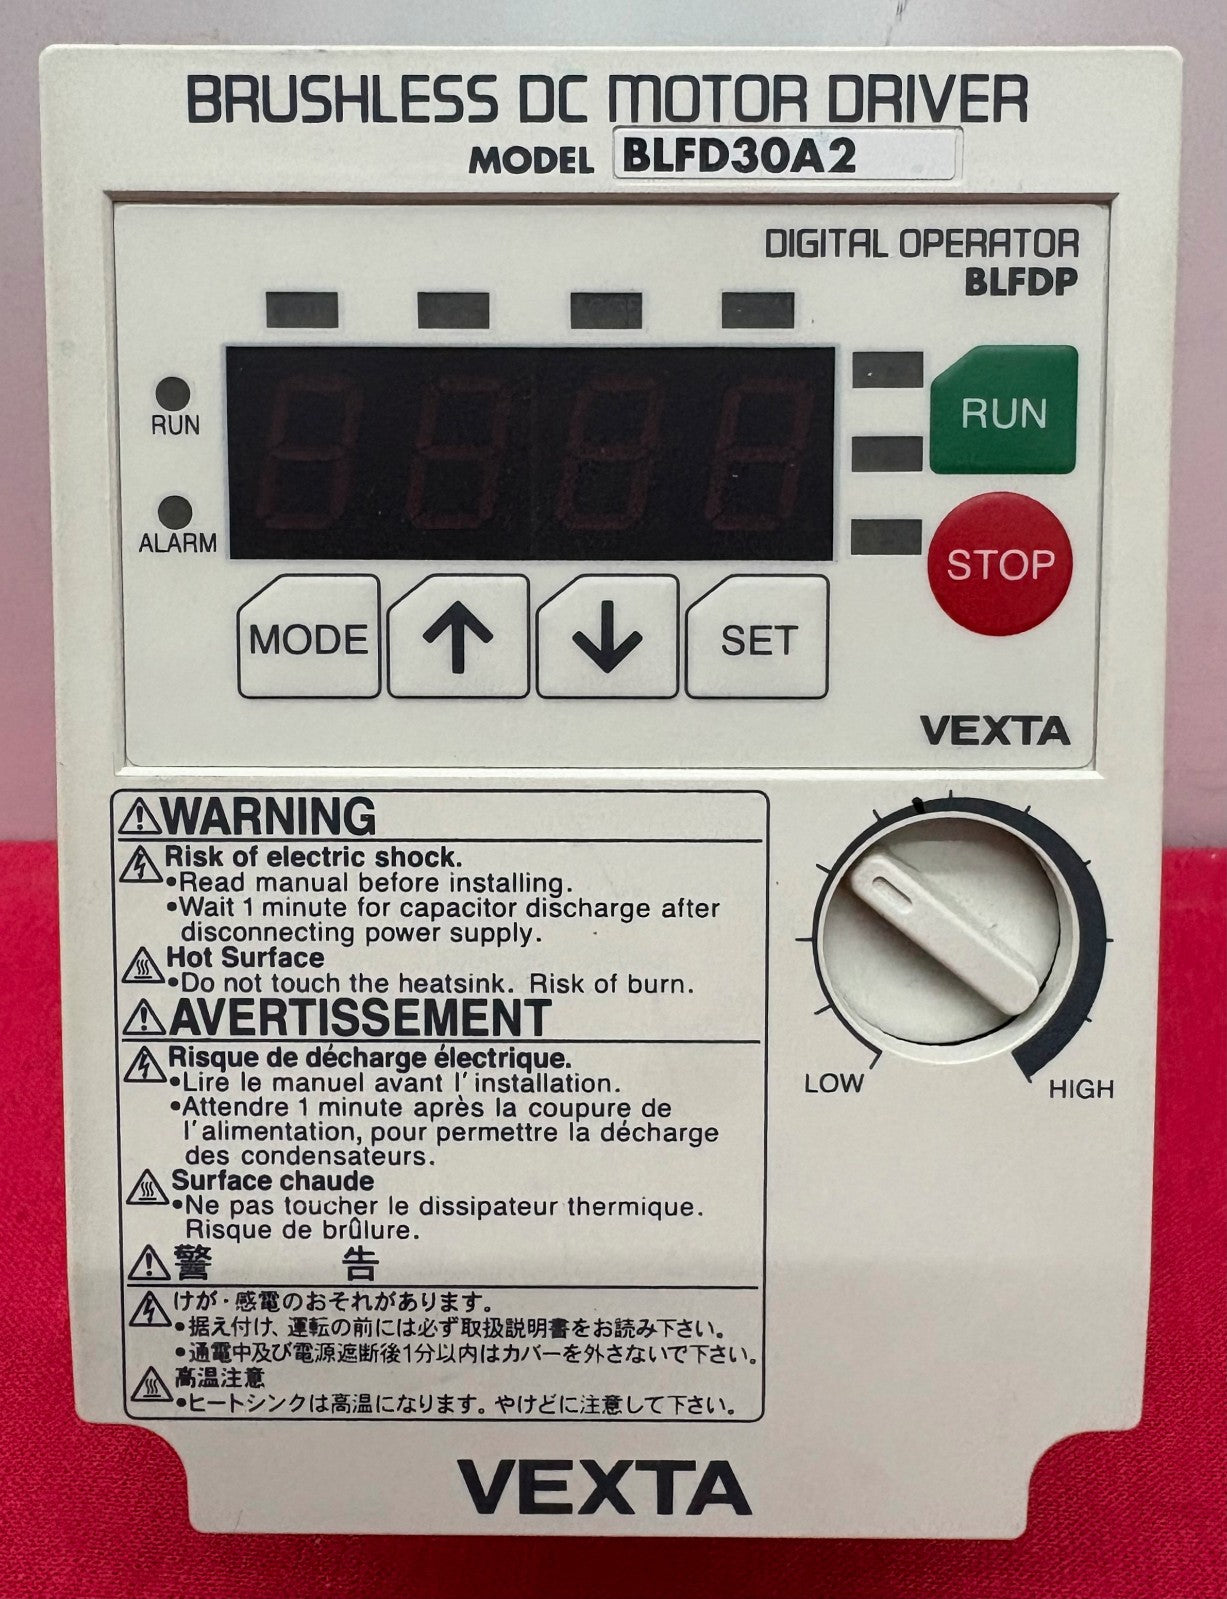 BRUSHLESS DC MOTOR DRIVER
MODEL BLFD30A2
DIGITAL OPERATOR
BLFDP
RUN
RUN
ALARM
STOP
MODE ↑ ↓ SET
VEXTA
⚠WARNING
Risk of electric shock.
•Read manual before installing.
•Wait 1 minute for capacitor discharge after
disconnecting power supply.
Hot Surface
•Do not touch the heatsink. Risk of burn.
⚠AVERTISSEMENT
Risque de décharge électrique.
•Lire le manuel avant l'installation.
•Attendre 1 minute après la coupure de
l'alimentation, pour permettre la décharge
des condensateurs.
Surface chaude
•Ne pas toucher le dissipateur thermique.
Risque de brûlure.
⚠警 告
けが・感電のおそれがあります。
•据え付け、運転の前には必ず取扱説明書をお読み下さい。
•通電中及び電源遮断後1分以内はカバーを外さないで下さい。
高温注意
•ヒートシンクは高温になります。やけどに注意して下さい。
LOW
HIGH
VEXTA